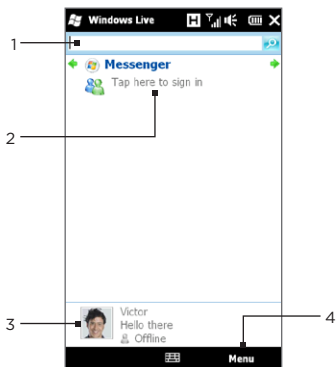 Windows Live H
1
Messenger
Tap here to sign in
2
Victor
Hello there
Offline
3
4
Menu